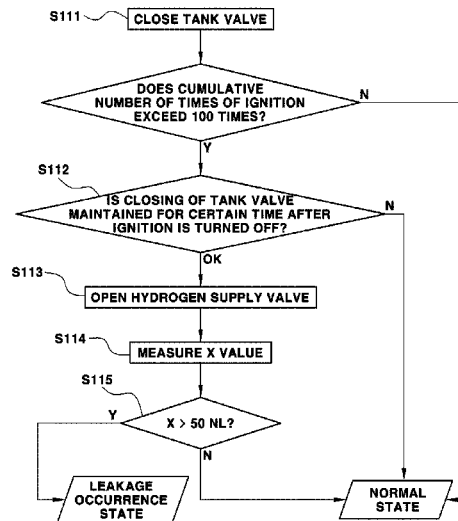 S111
CLOSE TANK VALVE
DOES CUMULATIVE
NUMBER OF TIMES OF IGNITION
EXCEED 100 TIMES?
N
Y
S112
IS CLOSING OF TANK VALVE
MAINTAINED FOR CERTAIN TIME AFTER
IGNITION IS TURNED OFF?
N
OK
S113
OPEN HYDROGEN SUPPLY VALVE
S114
MEASURE X VALUE
S115
Y
X > 50 NL?
N
LEAKAGE
OCCURRENCE
STATE
NORMAL
STATE